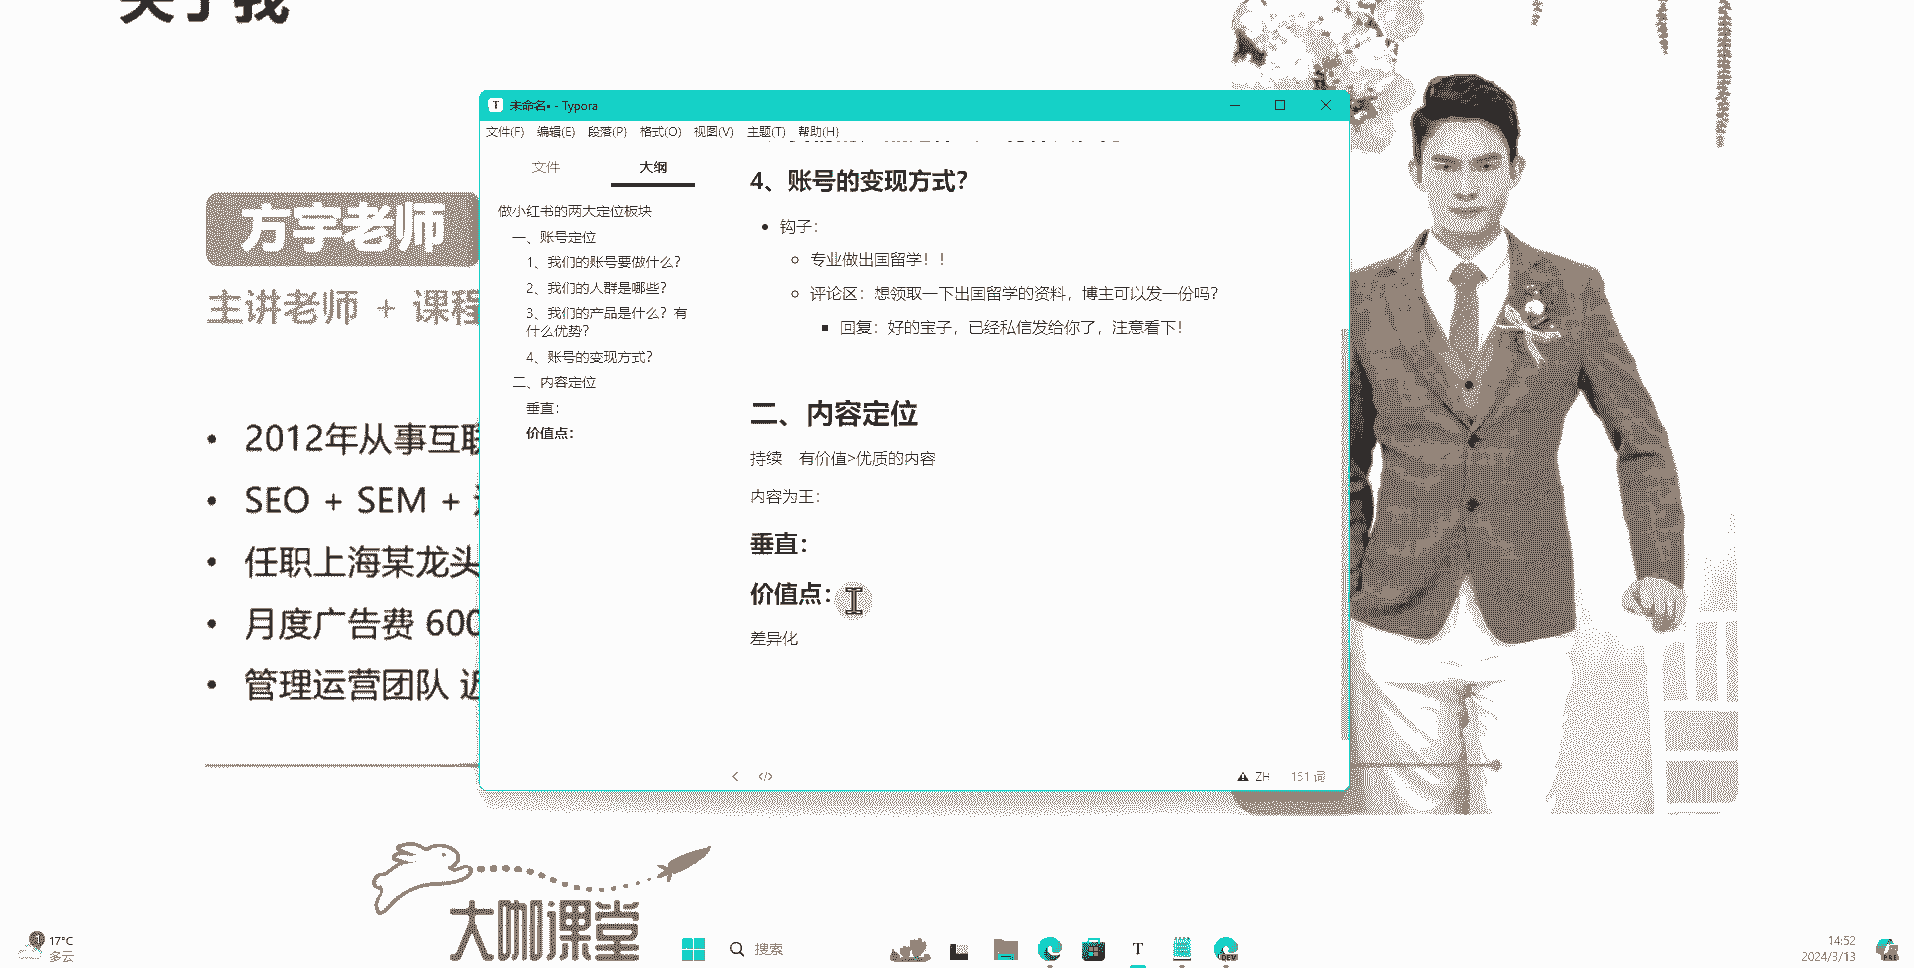 关于我
方宇老师
主讲老师 + 课程
2012年从事互联
SEO + SEM +
任职上海某龙头
月度广告费 600
管理运营团队 近
未命名• - Typora
文件(F) 编辑(E) 段落(P) 格式(O) 视图(V) 主题(T) 帮助(H)
文件 大纲
做小红书的两大定位板块
一、账号定位
1、我们的账号要做什么？
2、我们的人群是哪些？
3、我们的产品是什么？有
什么优势？
4、账号的变现方式？
二、内容定位
垂直：
价值点：
4、账号的变现方式？
钩子：
专业做出国留学！！
评论区：想领取一下出国留学的资料，博主可以发一份吗？
回复：好的宝子，已经私信发给你了，注意看下！
二、内容定位
持续 有价值>优质的内容
内容为王：
垂直：
价值点：
差异化
</> ZH 151 词
大咖课堂
1
17°C
多云
搜索
T
DEV
14:52
2024/3/13
PRE